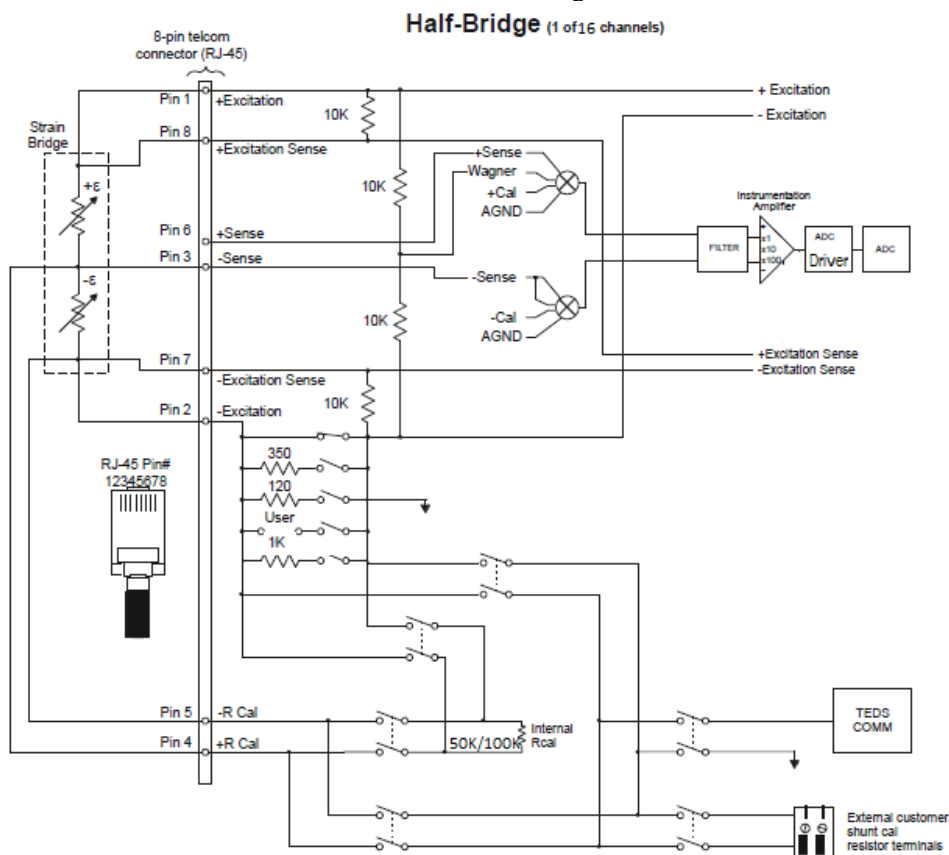 Half-Bridge (1 of 16 channels)
8-pin telcom
connector (RJ-45)
Pin 1
+Excitation
+ Excitation
- Excitation
10K
Strain
Bridge
Pin 8
+Excitation Sense
+ε
10K
+Sense
Wagner
+Cal
AGND
Instrumentation
Amplifier
Pin 6
+Sense
FILTER
+
x1
x10
x100
-
ADC
Driver
ADC
Pin 3
-Sense
-Sense
-ε
10K
-Cal
AGND
Pin 7
-Excitation Sense
+Excitation Sense
-Excitation Sense
10K
Pin 2
-Excitation
RJ-45 Pin#
12345678
350
120
User
1K
Pin 5
-R Cal
Pin 4
+R Cal
50K/100K
Internal
Rcal
TEDS
COMM
External customer
shunt cal
resistor terminals